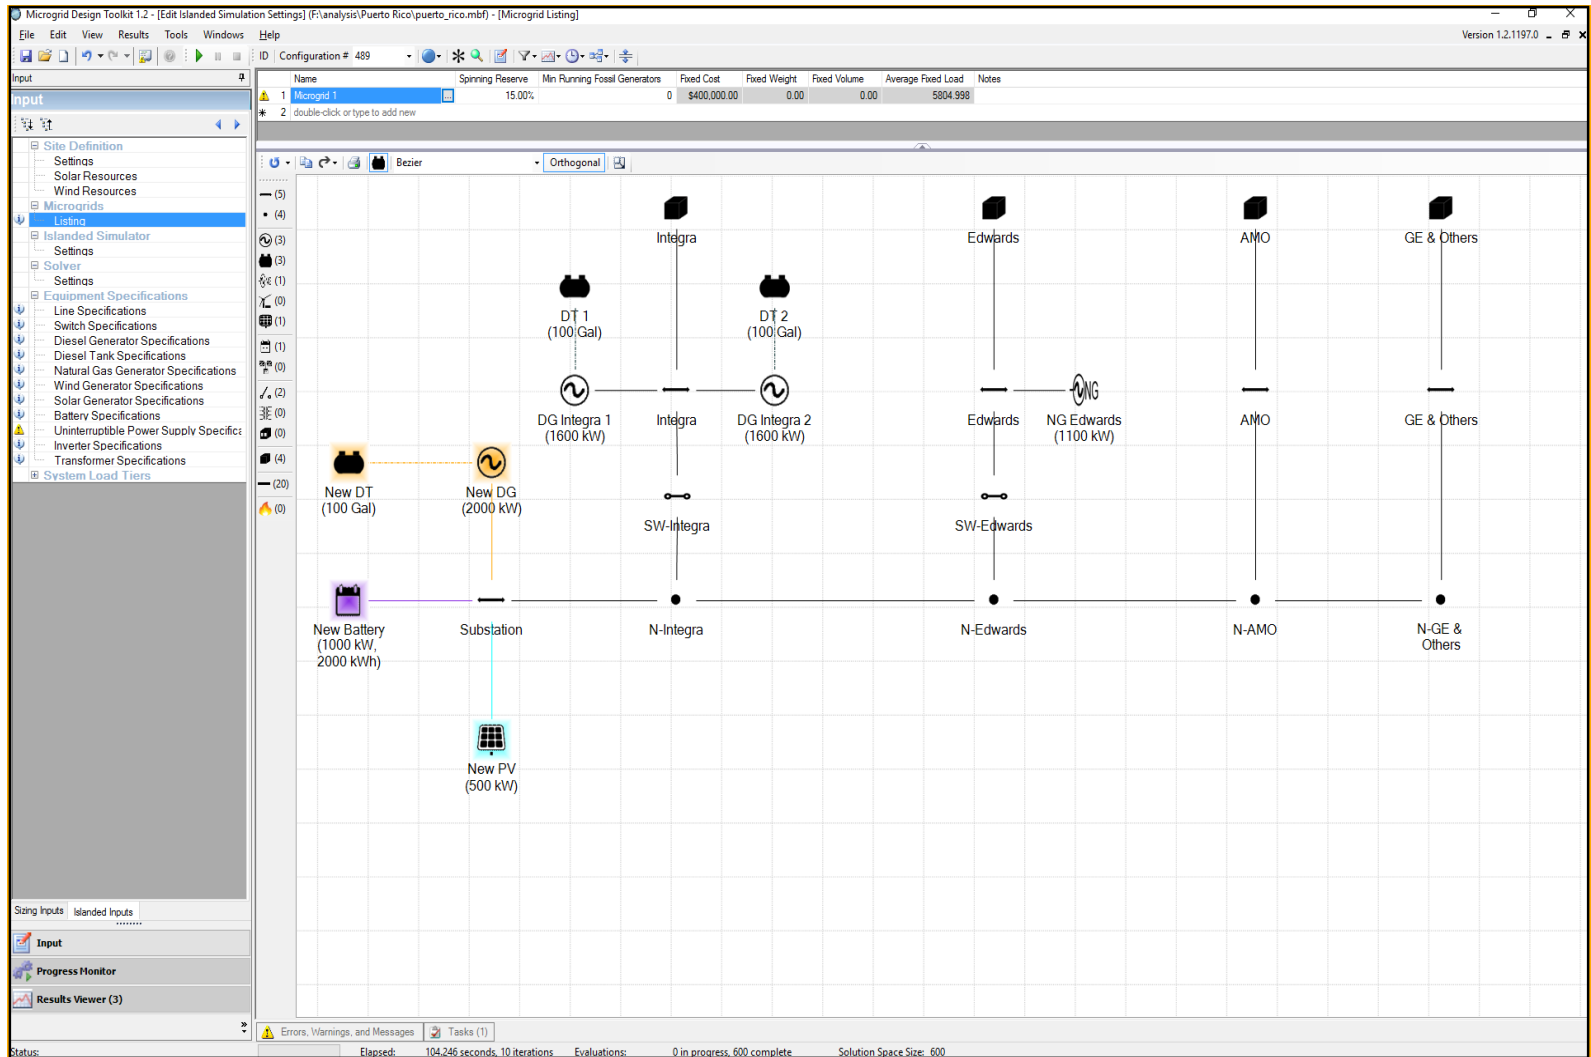 Microgrid Design Toolkit 1.2 - [Edit Islanded Simulation Settings] (F:\analysis\Puerto Rico\puerto_rico.mbf) - [Microgrid Listing]
File Edit View Results Tools Windows Help Version 1.2.1197.0
ID Configuration # 489
Input
Input
Site Definition
Settings
Solar Resources
Wind Resources
Microgrids
Listing
Islanded Simulator
Settings
Solver
Settings
Equipment Specifications
Line Specifications
Switch Specifications
Diesel Generator Specifications
Diesel Tank Specifications
Natural Gas Generator Specifications
Wind Generator Specifications
Solar Generator Specifications
Battery Specifications
Uninterruptible Power Supply Specifica
Inverter Specifications
Transformer Specifications
System Load Tiers
Sizing Inputs Islanded Inputs
Input
Progress Monitor
Results Viewer (3)
Name Spinning Reserve Min Running Fossil Generators Fixed Cost Fixed Weight Fixed Volume Average Fixed Load Notes
1 Microgrid 1 ... 15.00% 0 $400,000.00 0.00 0.00 5804.998
2 double-click or type to add new
Bezier Orthogonal
(5)
(4)
(3)
(3)
(1)
(0)
(1)
(1)
(0)
(2)
(0)
(0)
(4)
(20)
(0)
Integra Edwards AMO GE & Others
DT 1
(100 Gal)
DT 2
(100 Gal)
DG Integra 1
(1600 kW)
Integra
DG Integra 2
(1600 kW)
Edwards
NG
NG Edwards
(1100 kW)
AMO
GE & Others
New DT
(100 Gal)
New DG
(2000 kW)
SW-Integra
SW-Edwards
New Battery
(1000 kW,
2000 kWh)
Substation
N-Integra
N-Edwards
N-AMO
N-GE &
Others
New PV
(500 kW)
Errors, Warnings, and Messages Tasks (1)
Status: Elapsed: 104.246 seconds, 10 iterations Evaluations: 0 in progress, 600 complete Solution Space Size: 600